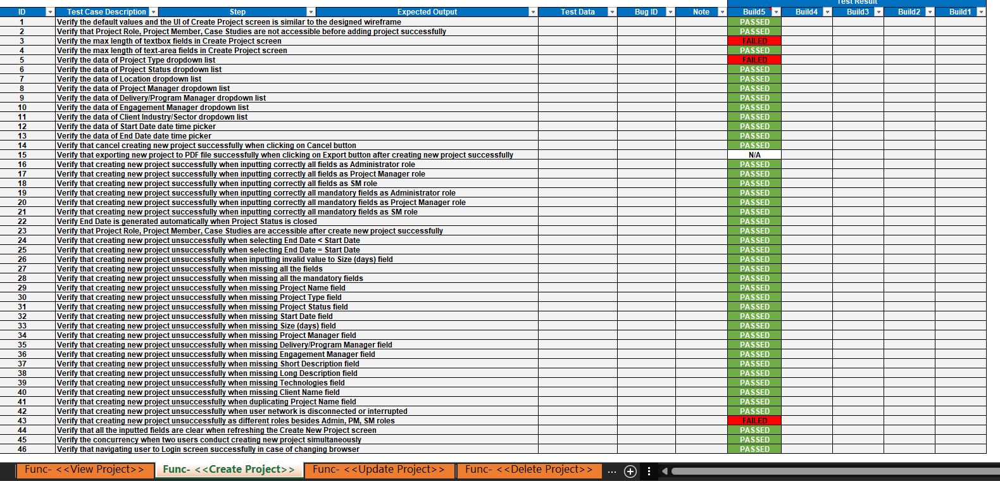 Test Result
ID Test Case Description Step Expected Output Test Data Bug ID Note Build5 Build4 Build3 Build2 Build1
1 Verify the default values and the UI of Create Project screen is similar to the designed wireframe PASSED
2 Verify that Project Role, Project Member, Case Studies are not accessible before adding project successfully PASSED
3 Verify the max length of textbox fields in Create Project screen FAILED
4 Verify the max length of text-area fields in Create Project screen PASSED
5 Verify the data of Project Type dropdown list FAILED
6 Verify the data of Project Status dropdown list PASSED
7 Verify the data of Location dropdown list PASSED
8 Verify the data of Project Manager dropdown list PASSED
9 Verify the data of Delivery/Program Manager dropdown list PASSED
10 Verify the data of Engagement Manager dropdown list PASSED
11 Verify the data of Client Industry/Sector dropdown list PASSED
12 Verify the data of Start Date date time picker PASSED
13 Verify the data of End Date date time picker PASSED
14 Verify that cancel creating new project successfully when clicking on Cancel button PASSED
15 Verify that exporting new project to PDF file successfully when clicking on Export button after creating new project successfully N/A
16 Verify that creating new project successfully when inputting correctly all fields as Administrator role PASSED
17 Verify that creating new project successfully when inputting correctly all fields as Project Manager role PASSED
18 Verify that creating new project successfully when inputting correctly all fields as SM role PASSED
19 Verify that creating new project successfully when inputting correctly all mandatory fields as Administrator role PASSED
20 Verify that creating new project successfully when inputting correctly all mandatory fields as Project Manager role PASSED
21 Verify that creating new project successfully when inputting correctly all mandatory fields as SM role PASSED
22 Verify End Date is generated automatically when Project Status is closed PASSED
23 Verify that Project Role, Project Member, Case Studies are accessible after create new project successfully PASSED
24 Verify that creating new project unsuccessfully when selecting End Date < Start Date PASSED
25 Verify that creating new project unsuccessfully when selecting End Date = Start Date PASSED
26 Verify that creating new project unsuccessfully when inputting invalid value to Size (days) field PASSED
27 Verify that creating new project unsuccessfully when missing all the fields PASSED
28 Verify that creating new project unsuccessfully when missing all the mandatory fields PASSED
29 Verify that creating new project unsuccessfully when missing Project Name field PASSED
30 Verify that creating new project unsuccessfully when missing Project Type field PASSED
31 Verify that creating new project unsuccessfully when missing Project Status field PASSED
32 Verify that creating new project unsuccessfully when missing Start Date field PASSED
33 Verify that creating new project unsuccessfully when missing Size (days) field PASSED
34 Verify that creating new project unsuccessfully when missing Project Manager field PASSED
35 Verify that creating new project unsuccessfully when missing Delivery/Program Manager field PASSED
36 Verify that creating new project unsuccessfully when missing Engagement Manager field PASSED
37 Verify that creating new project unsuccessfully when missing Short Description field PASSED
38 Verify that creating new project unsuccessfully when missing Long Description field PASSED
39 Verify that creating new project unsuccessfully when missing Technologies field PASSED
40 Verify that creating new project unsuccessfully when missing Client Name field PASSED
41 Verify that creating new project unsuccessfully when duplicating Project Name field PASSED
42 Verify that creating new project unsuccessfully when user network is disconnected or interrupted PASSED
43 Verify that creating new project unsuccessfully as different roles besides Admin, PM, SM roles FAILED
44 Verify that all the inputted fields are clear when refreshing the Create New Project screen PASSED
45 Verify the concurrency when two users conduct creating new project simultaneously PASSED
46 Verify that navigating user to Login screen successfully in case of changing browser PASSED
Func- <<View Project>> Func- <<Create Project>> Func- <<Update Project>> Func- <<Delete Project>> ...